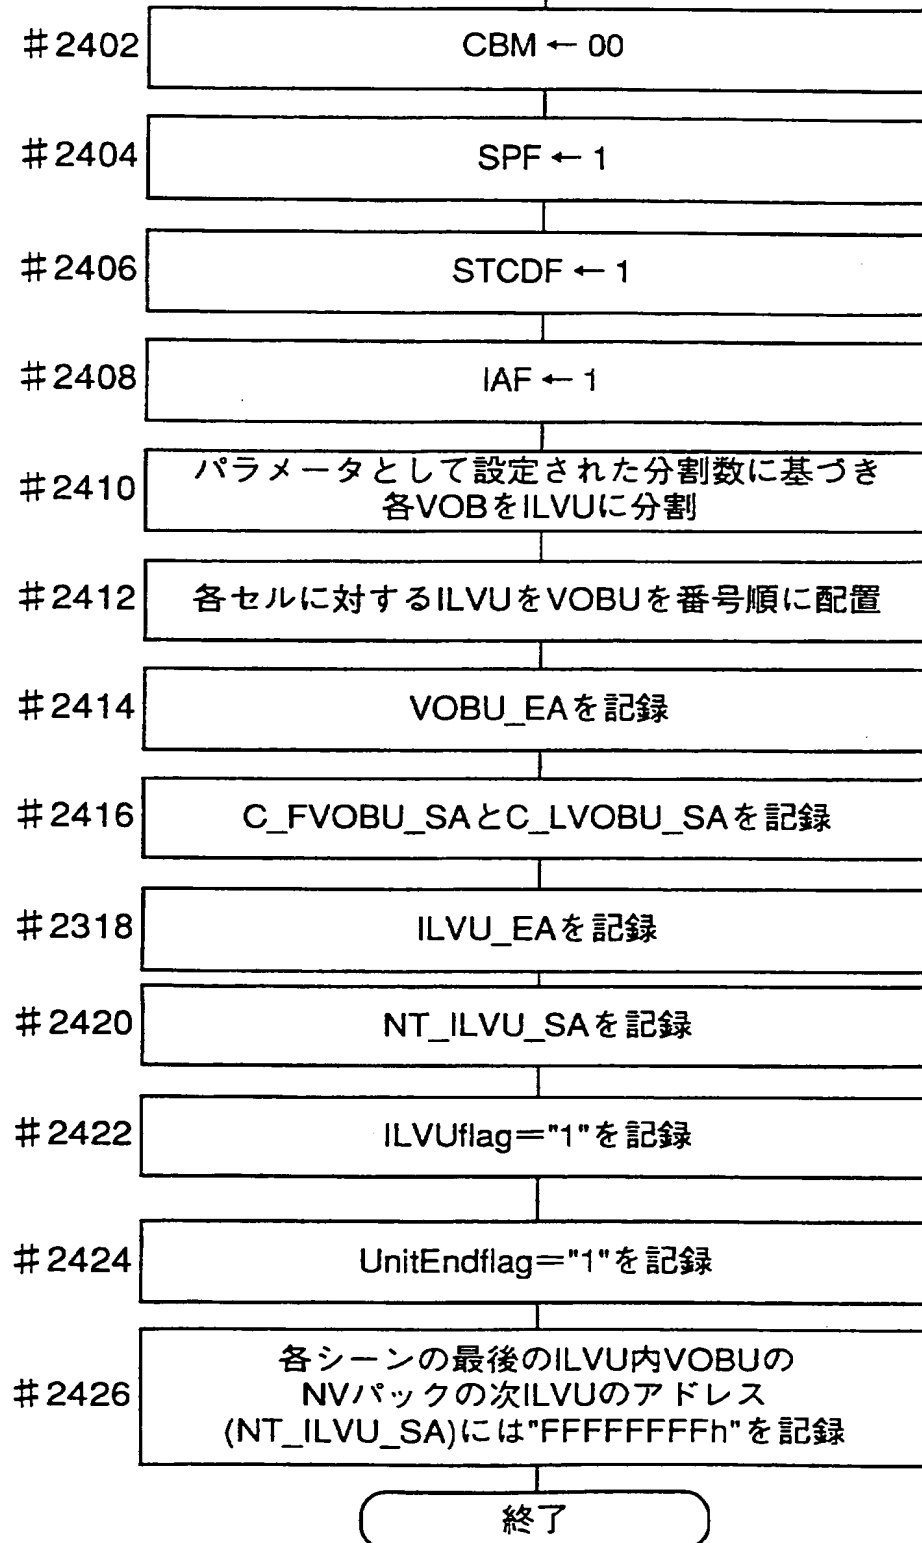 #2402 CBM ← 00
#2404 SPF ← 1
#2406 STCDF ← 1
#2408 IAF ← 1
#2410 パラメータとして設定された分割数に基づき
各VOBをILVUに分割
#2412 各セルに対するILVUをVOBUを番号順に配置
#2414 VOBU_EAを記録
#2416 C_FVOBU_SAとC_LVOBU_SAを記録
#2318 ILVU_EAを記録
#2420 NT_ILVU_SAを記録
#2422 ILVUflag="1"を記録
#2424 UnitEndflag="1"を記録
各シーンの最後のILVU内VOBUの
#2426 NVパックの次ILVUのアドレス
(NT_ILVU_SA)には"FFFFFFFFh"を記録
終了